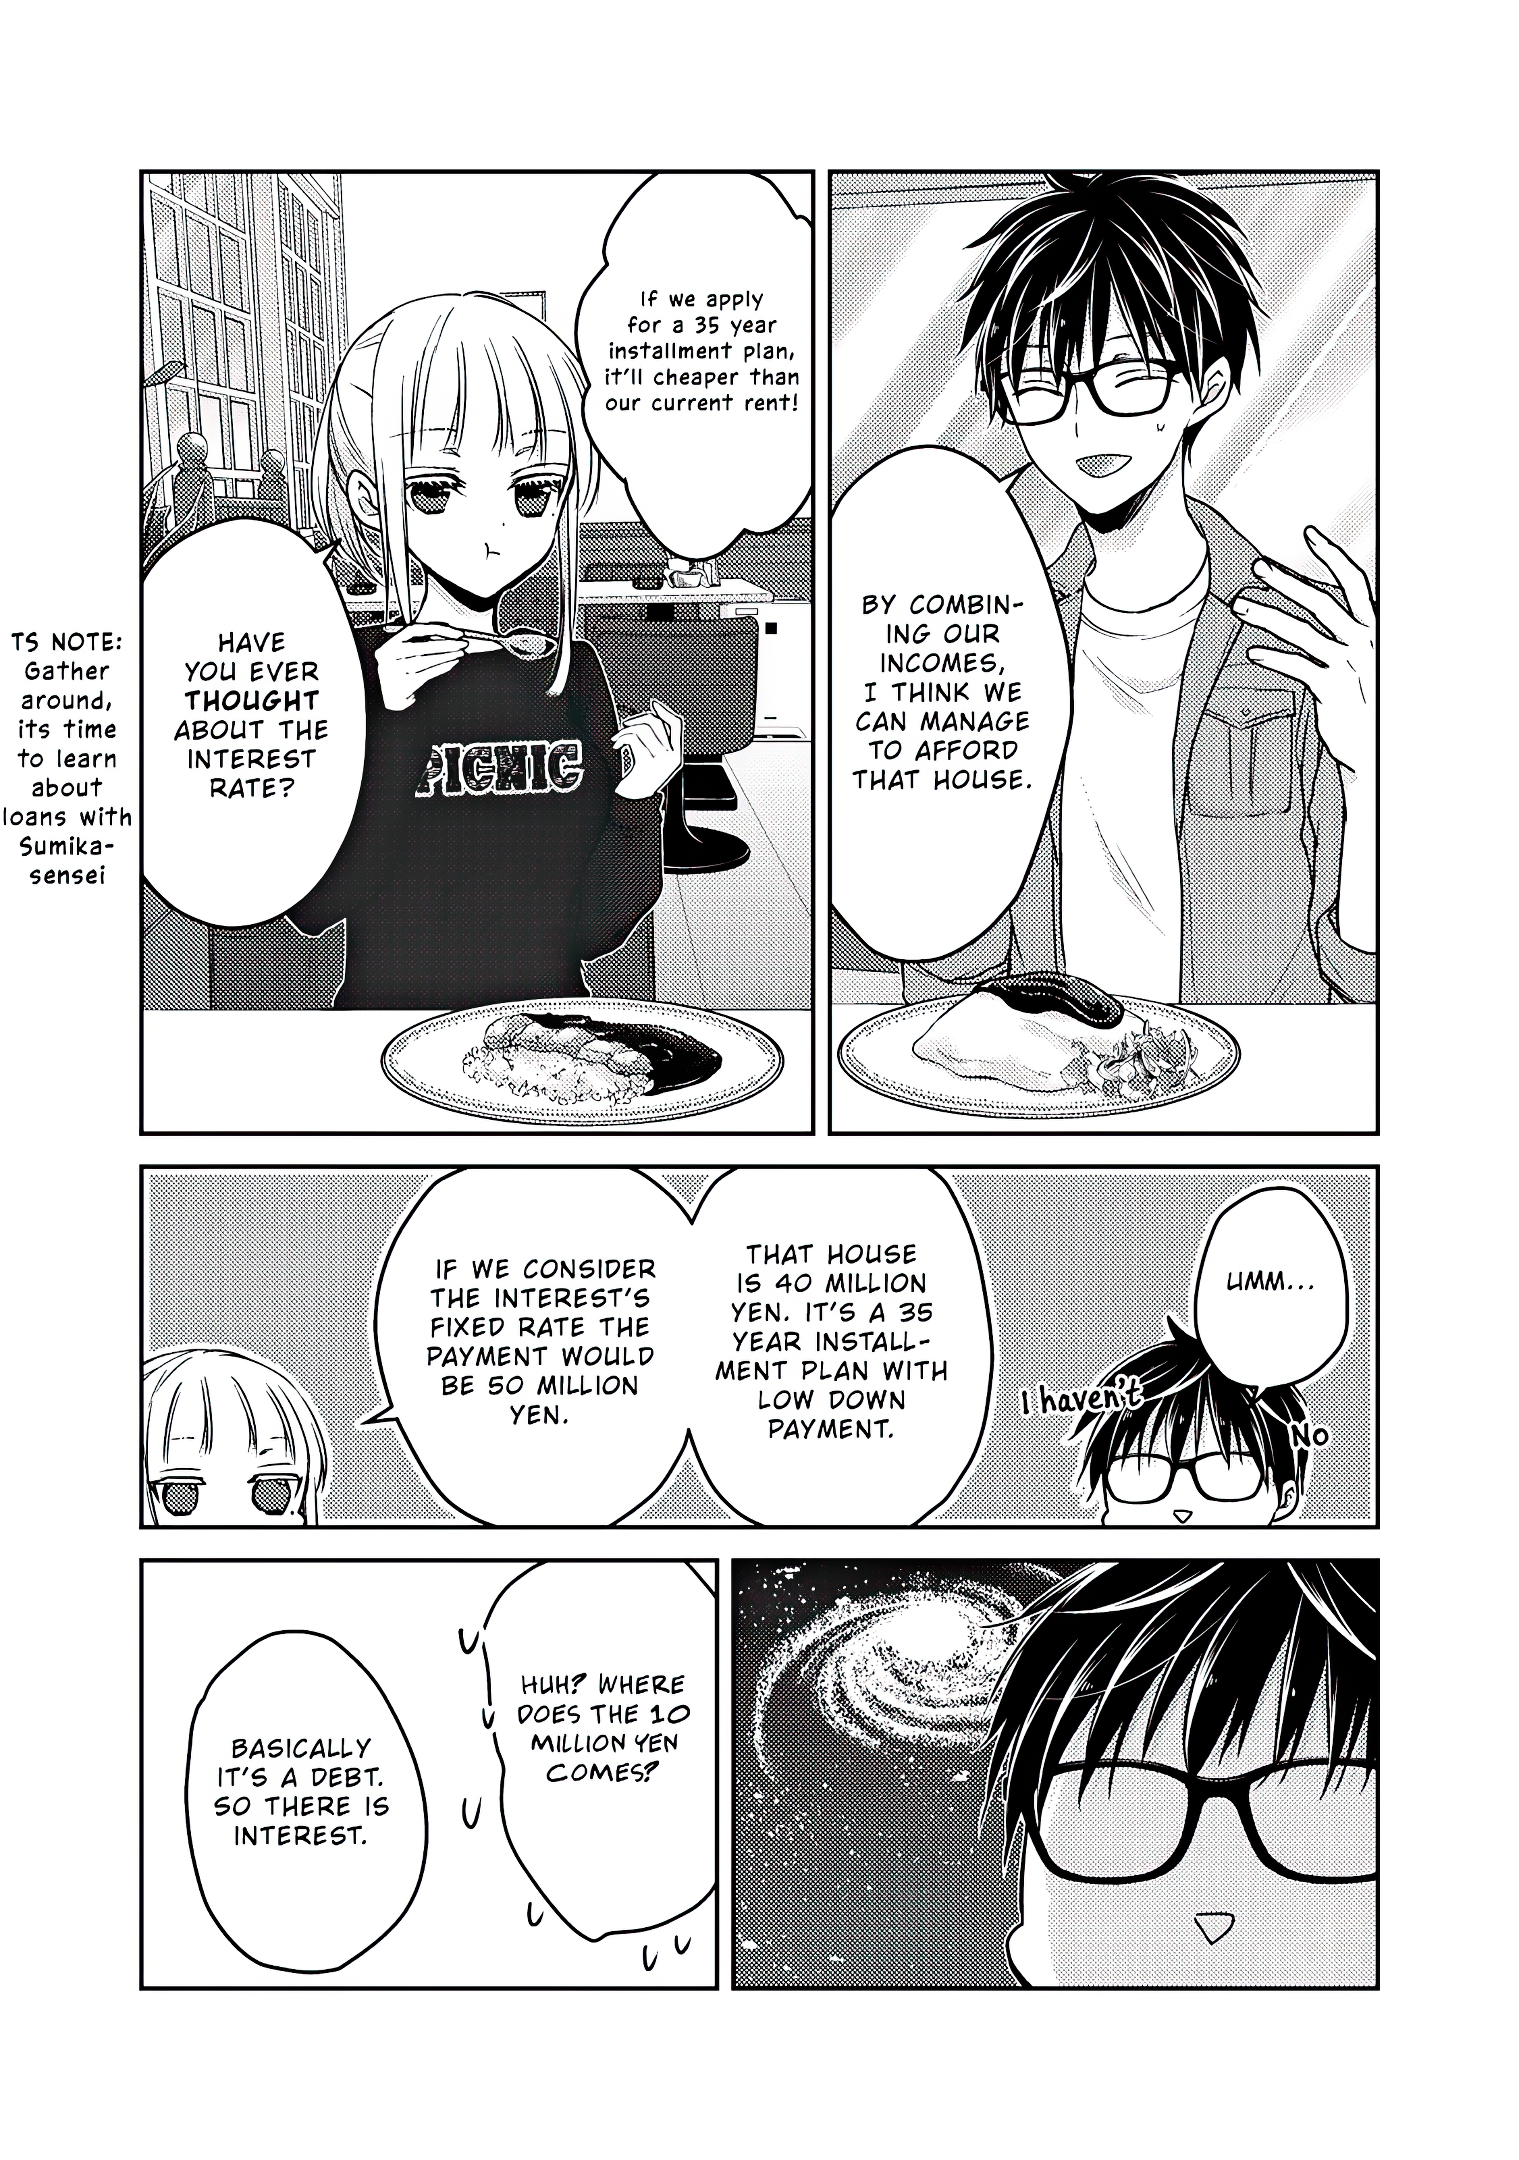 BY COMBIN-
ING OUR
INCOMES,
I THINK WE
CAN MANAGE
TO AFFORD
THAT HOUSE.
If we apply
for a 35 year
installment plan,
it'll cheaper than
our current rent!
HAVE
YOU EVER
THOUGHT
ABOUT THE
INTEREST
RATE?
PICNIC
TS NOTE:
Gather
around,
its time
to learn
about
loans with
Sumika-
sensei
UMM...
No
I haven't
THAT HOUSE
IS 40 MILLION
YEN. IT'S A 35
YEAR INSTALL-
MENT PLAN WITH
LOW DOWN
PAYMENT.
IF WE CONSIDER
THE INTEREST'S
FIXED RATE THE
PAYMENT WOULD
BE 50 MILLION
YEN.
HUH? WHERE
DOES THE 10
MILLION YEN
COMES?
BASICALLY
IT'S A DEBT.
SO THERE IS
INTEREST.